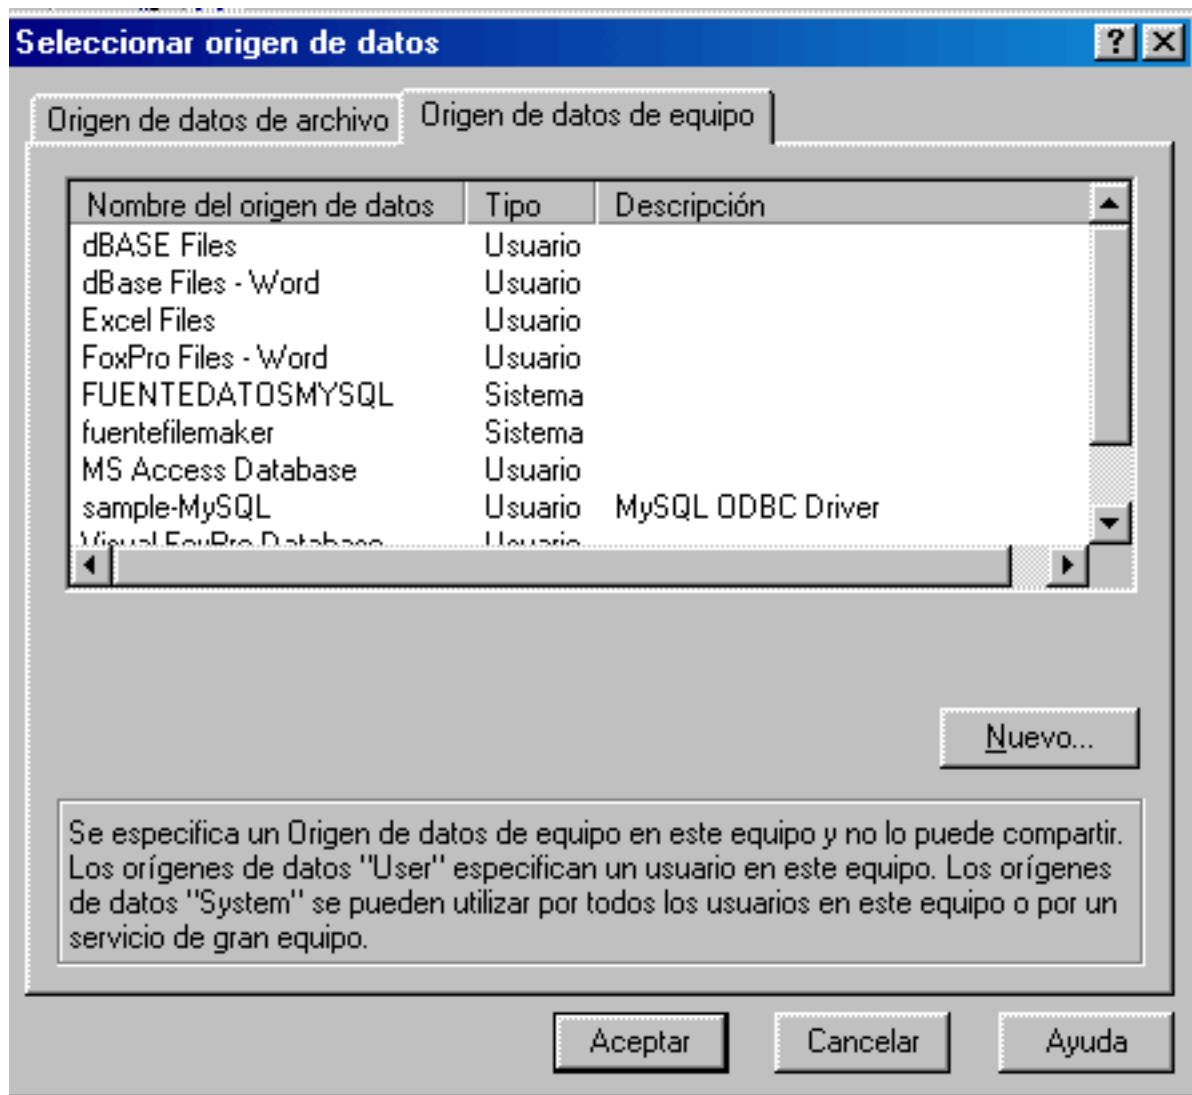 Seleccionar origen de datos
Origen de datos de archivo Origen de datos de equipo
Nombre del origen de datos Tipo Descripción
dBASE Files Usuario
dBase Files - Word Usuario
Excel Files Usuario
FoxPro Files - Word Usuario
FUENTEDATOSMYSQL Sistema
fuentefilemaker Sistema
MS Access Database Usuario
sample-MySQL Usuario MySQL ODBC Driver
Visual FoxPro Database Usuario
Nuevo...
Se especifica un Origen de datos de equipo en este equipo y no lo puede compartir.
Los orígenes de datos "User" especifican un usuario en este equipo. Los orígenes
de datos "System" se pueden utilizar por todos los usuarios en este equipo o por un
servicio de gran equipo.
Aceptar Cancelar Ayuda